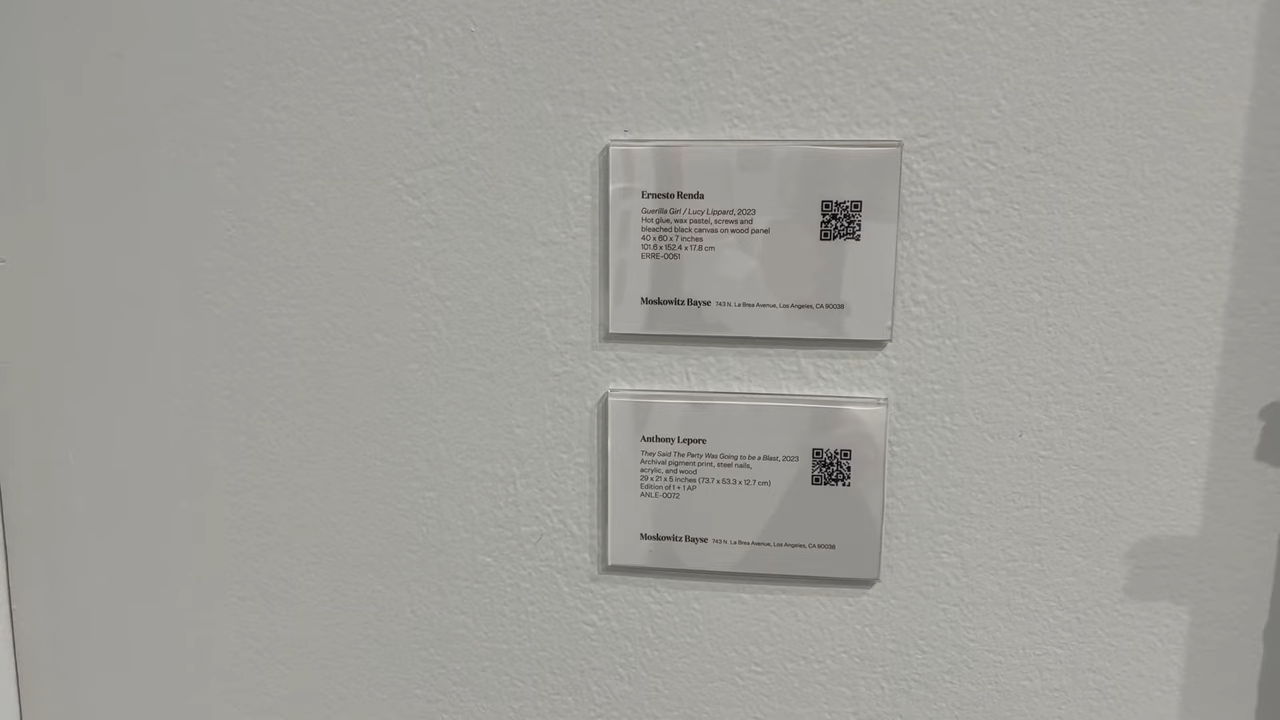 Ernesto Renda
Guerilla Girl / Lucy Lippard, 2023
Hot glue, wax pastel, screws and
bleached black canvas on wood panel
40 x 60 x 7 inches
101.6 x 152.4 x 17.8 cm
ERRE-0051
Moskowitz Bayse 743 N. La Brea Avenue, Los Angeles, CA 90038
Anthony Lepore
They Said The Party Was Going to be a Blast, 2023
Archival pigment print, steel nails,
acrylic, and wood
29 x 21 x 5 inches (73.7 x 53.3 x 12.7 cm)
Edition of 1 + 1 AP
ANLE-0072
Moskowitz Bayse 743 N. La Brea Avenue, Los Angeles, CA 90038